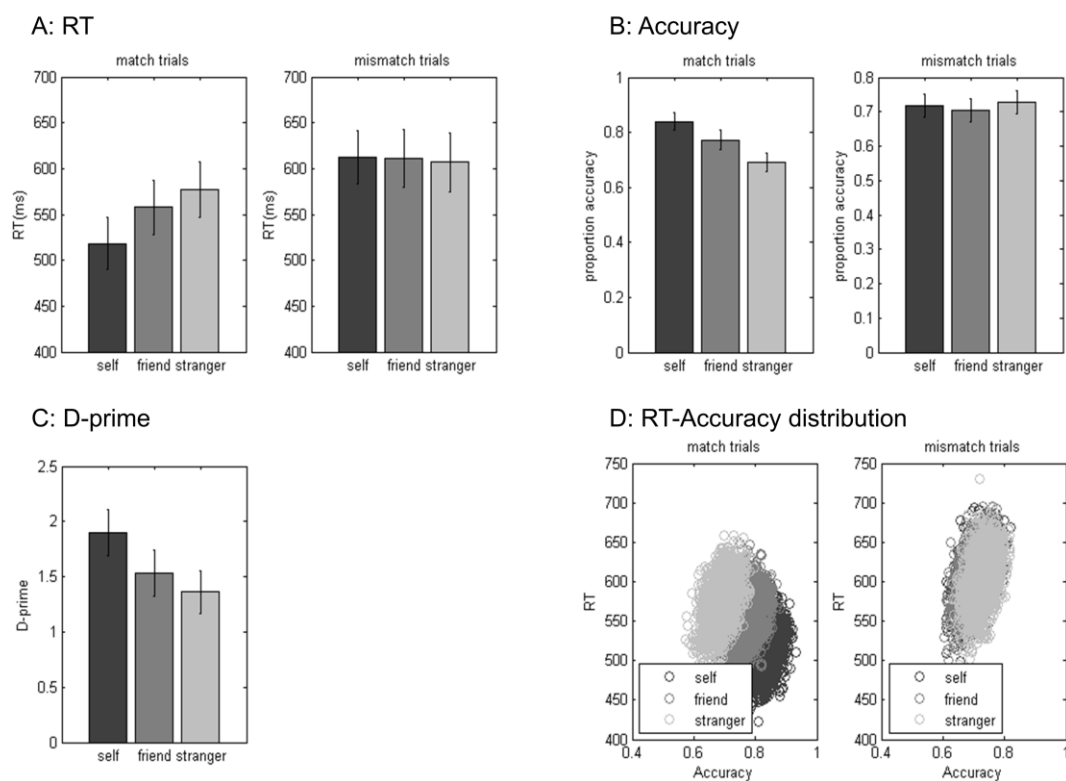 A: RT
match trials
700
650
600
550
500
450
400
RT(ms)
self friend stranger
mismatch trials
700
650
600
550
500
450
400
RT(ms)
self friend stranger
B: Accuracy
match trials
1
0.8
0.6
0.4
0.2
0
proportion accuracy
self friend stranger
mismatch trials
0.8
0.7
0.6
0.5
0.4
0.3
0.2
0.1
0
proportion accuracy
self friend stranger
C: D-prime
2.5
2
1.5
1
0.5
0
D-prime
self friend stranger
D: RT-Accuracy distribution
match trials
750
700
650
600
550
500
450
400
RT
self
friend
stranger
0.4 0.6 0.8 1
Accuracy
mismatch trials
750
700
650
600
550
500
450
400
RT
self
friend
stranger
0.4 0.6 0.8 1
Accuracy